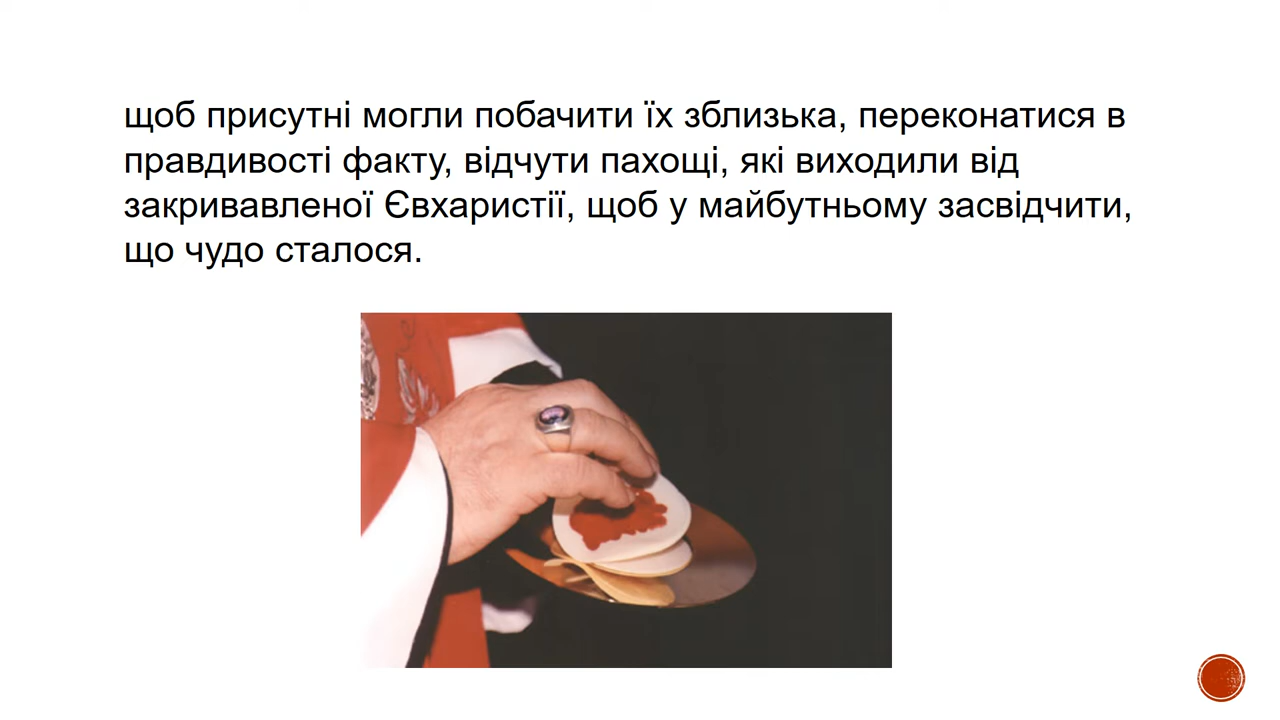 щоб присутні могли побачити їх зблизька, переконатися в
правдивості факту, відчути пахощі, які виходили від
закривавленої Євхаристії, щоб у майбутньому засвідчити,
що чудо сталося.